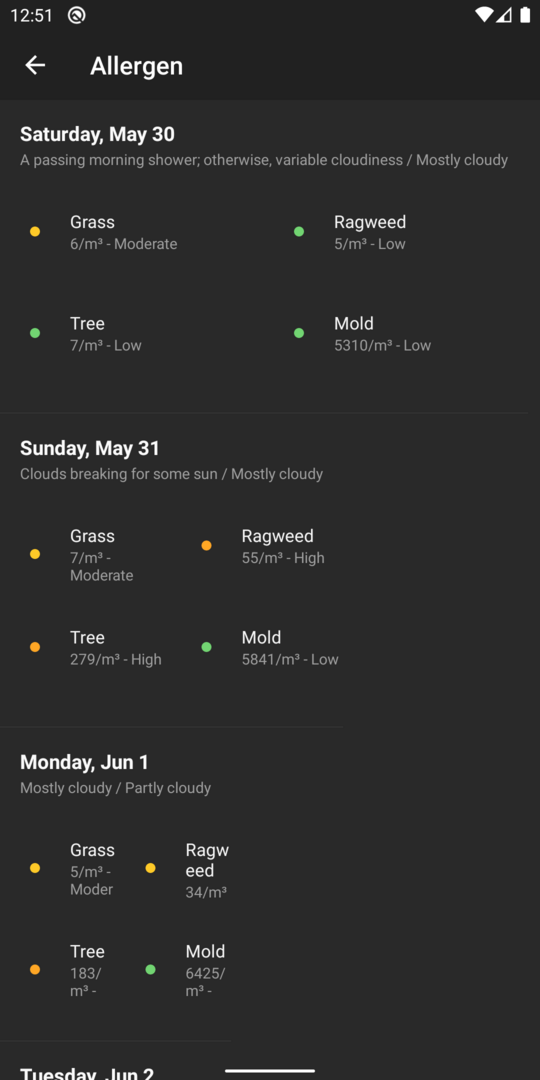 12:51
Allergen
Saturday, May 30
A passing morning shower; otherwise, variable cloudiness / Mostly cloudy
Grass
6/m³ - Moderate
Ragweed
5/m³ - Low
Tree
7/m³ - Low
Mold
5310/m³ - Low
Sunday, May 31
Clouds breaking for some sun / Mostly cloudy
Grass
7/m³ -
Moderate
Ragweed
55/m³ - High
Tree
279/m³ - High
Mold
5841/m³ - Low
Monday, Jun 1
Mostly cloudy / Partly cloudy
Grass
5/m³ -
Moder
Ragw
eed
34/m³
Tree
183/
m³ -
Mold
6425/
m³ -
Tuesday, Jun 2